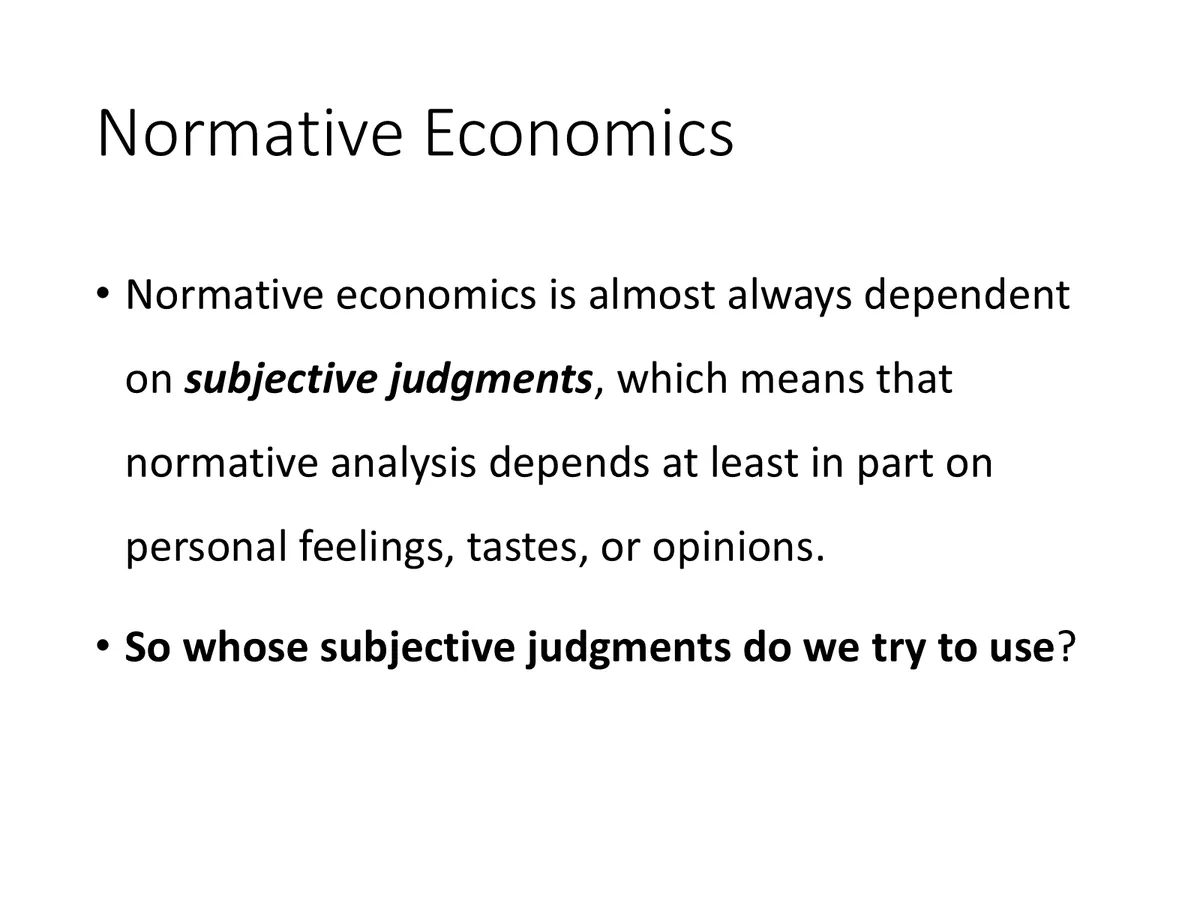 Normative Economics
• Normative economics is almost always dependent
on subjective judgments, which means that
normative analysis depends at least in part on
personal feelings, tastes, or opinions.
• So whose subjective judgments do we try to use?